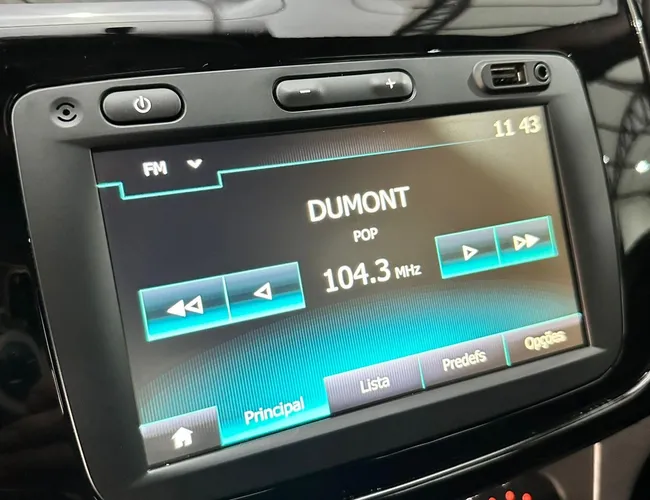 - +
11 43
FM
DUMONT
POP
104.3 MHz
Principal Lista Predefs Opções